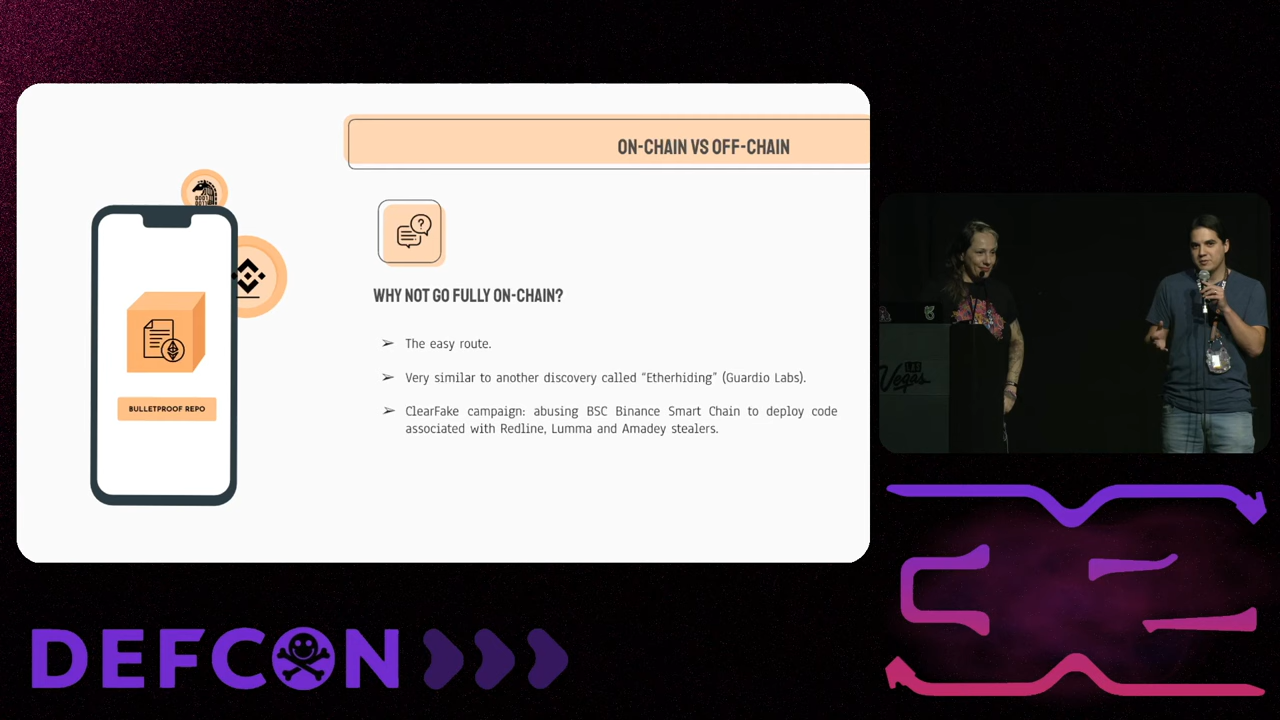 ON-CHAIN VS OFF-CHAIN
?
WHY NOT GO FULLY ON-CHAIN?
➢ The easy route.
➢ Very similar to another discovery called “Etherhiding” (Guardio Labs).
➢ ClearFake campaign: abusing BSC Binance Smart Chain to deploy code
associated with Redline, Lumma and Amadey stealers.
BULLETPROOF REPO
Vegas
DEFCON